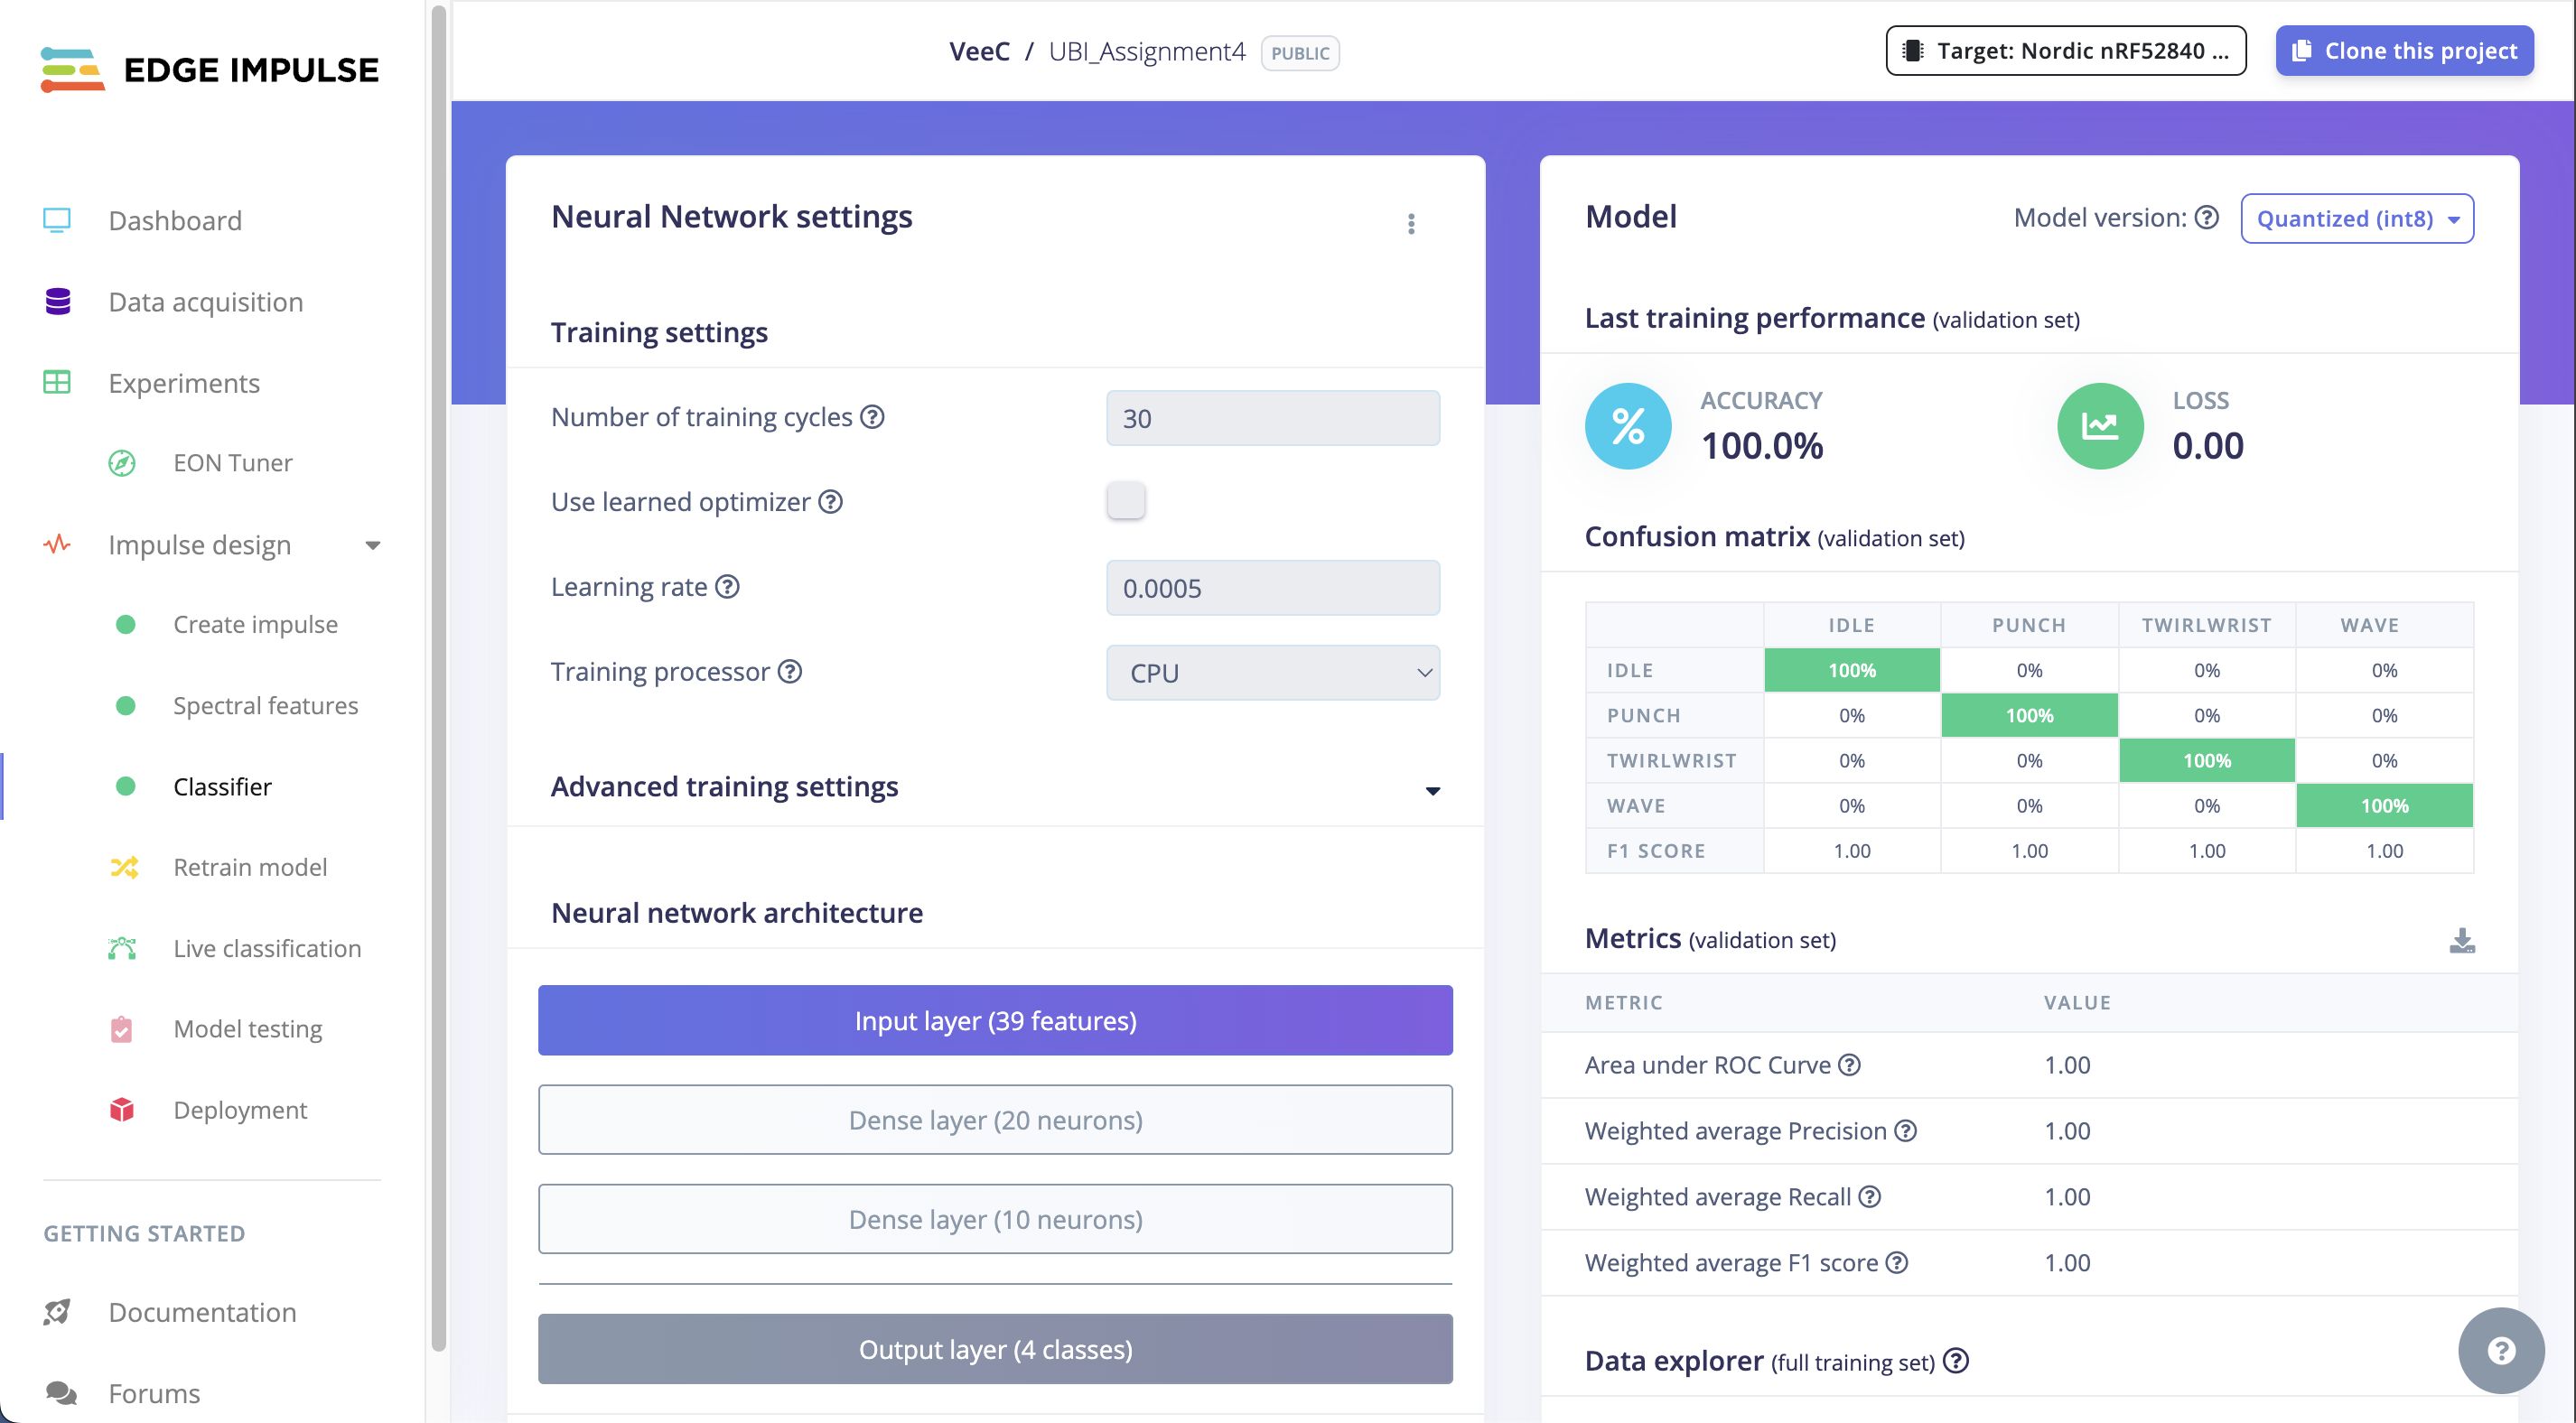 EDGE IMPULSE
Dashboard
Data acquisition
Experiments
EON Tuner
Impulse design
Create impulse
Spectral features
Classifier
Retrain model
Live classification
Model testing
Deployment
GETTING STARTED
Documentation
Forums
VeeC / UBI_Assignment4 PUBLIC
Target: Nordic nRF52840 ...
Clone this project
Neural Network settings
Training settings
Number of training cycles ? 30
Use learned optimizer ?
Learning rate ? 0.0005
Training processor ? CPU
Advanced training settings
Neural network architecture
Input layer (39 features)
Dense layer (20 neurons)
Dense layer (10 neurons)
Output layer (4 classes)
Model
Model version: ? Quantized (int8)
Last training performance (validation set)
% ACCURACY
100.0%
LOSS
0.00
Confusion matrix (validation set)
IDLE PUNCH TWIRLWRIST WAVE
IDLE 100% 0% 0% 0%
PUNCH 0% 100% 0% 0%
TWIRLWRIST 0% 0% 100% 0%
WAVE 0% 0% 0% 100%
F1 SCORE 1.00 1.00 1.00 1.00
Metrics (validation set)
METRIC VALUE
Area under ROC Curve ? 1.00
Weighted average Precision ? 1.00
Weighted average Recall ? 1.00
Weighted average F1 score ? 1.00
Data explorer (full training set) ?
?